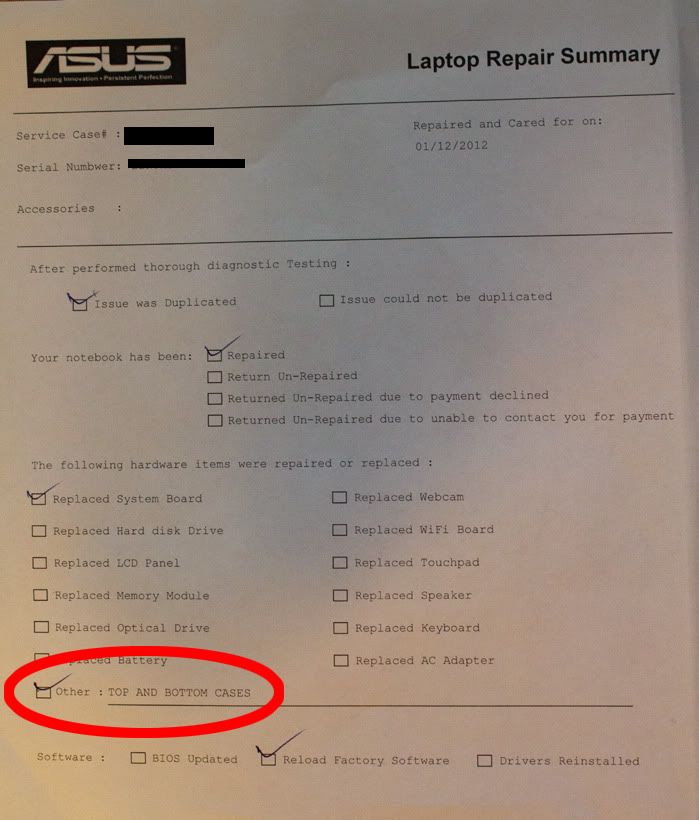 ASUS
Inspiring Innovation • Persistent Perfection
Laptop Repair Summary
Service Case# :
Repaired and Cared for on:
01/12/2012
Serial Numbwer:
Accessories :
After performed thorough diagnostic Testing :
Issue was Duplicated
Issue could not be duplicated
Your notebook has been:
Repaired
Return Un-Repaired
Returned Un-Repaired due to payment declined
Returned Un-Repaired due to unable to contact you for payment
The following hardware items were repaired or replaced :
Replaced System Board
Replaced Webcam
Replaced Hard disk Drive
Replaced WiFi Board
Replaced LCD Panel
Replaced Touchpad
Replaced Memory Module
Replaced Speaker
Replaced Optical Drive
Replaced Keyboard
Replaced Battery
Replaced AC Adapter
Other : TOP AND BOTTOM CASES
Software :
BIOS Updated
Reload Factory Software
Drivers Reinstalled